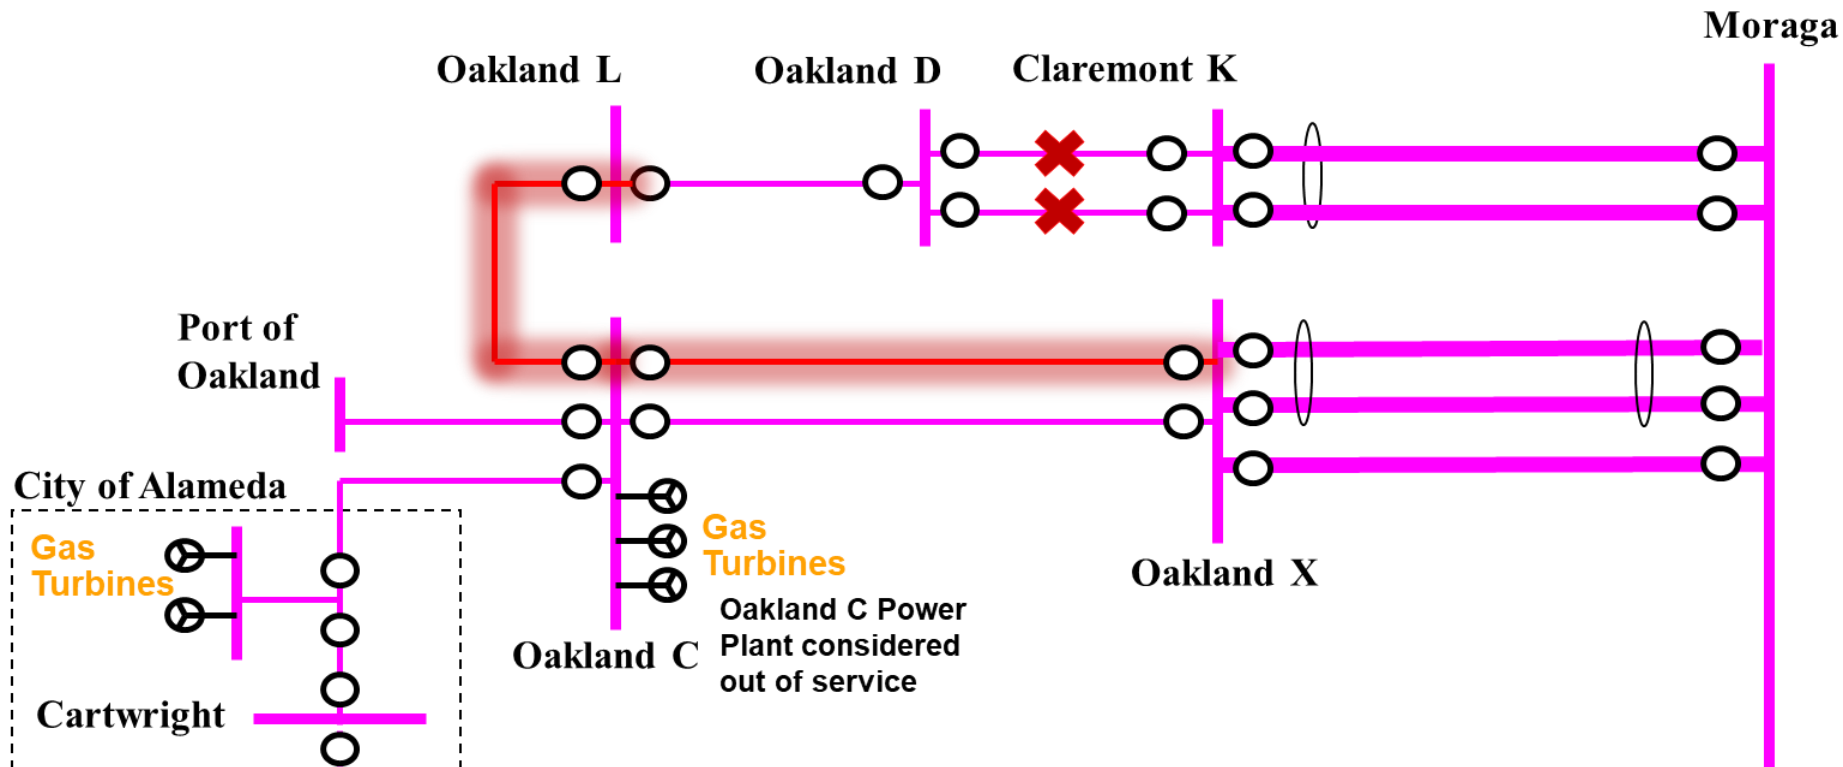 Moraga
Oakland L
Oakland D
Claremont K
Port of
Oakland
City of Alameda
Gas
Turbines
Gas
Turbines
Oakland X
Oakland C Power
Plant considered
out of service
Oakland C
Cartwright